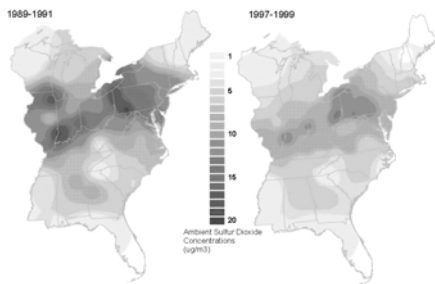 1989-1991
1997-1999
1
5
10
15
20
Ambient Sulfur Dioxide
Concentrations
(ug/m3)